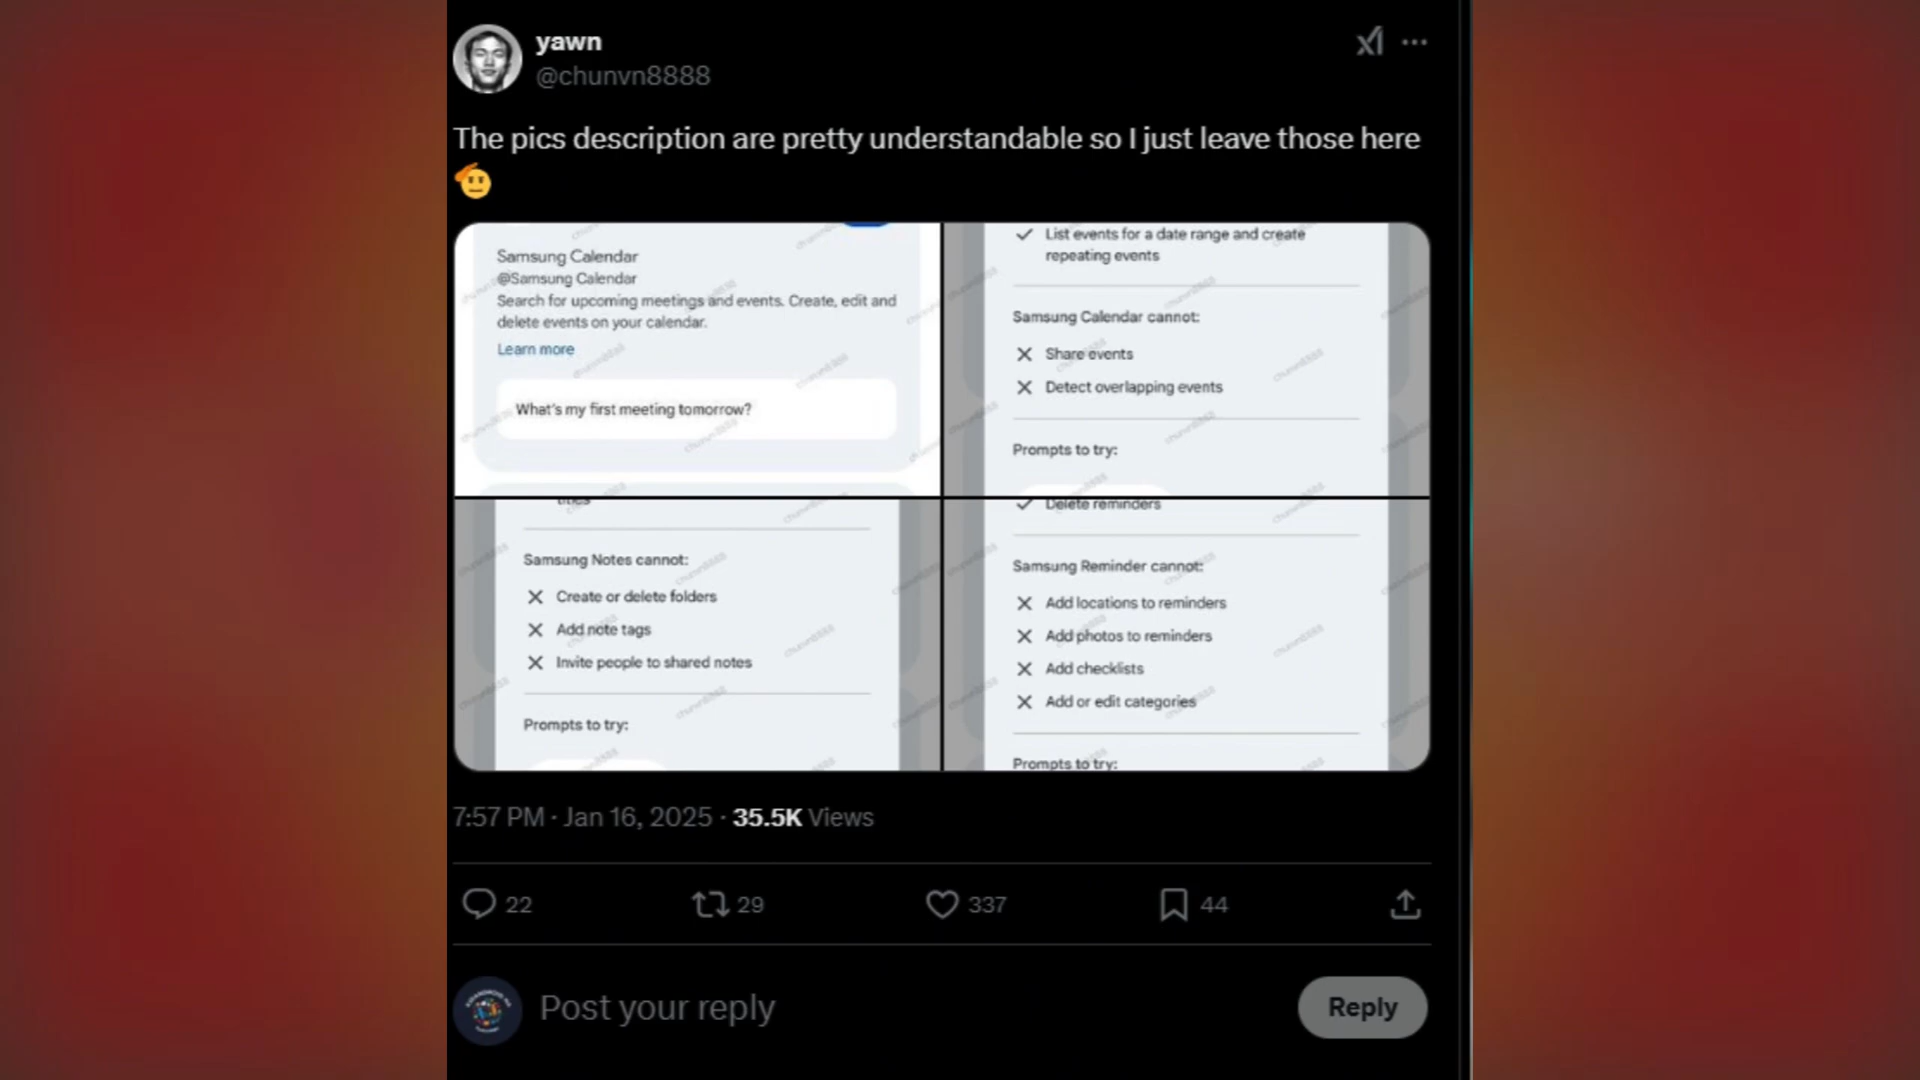 yawn
@chunvn8888
The pics description are pretty understandable so I just leave those here
Samsung Calendar
@Samsung Calendar
Search for upcoming meetings and events. Create, edit and
delete events on your calendar.
Learn more
What's my first meeting tomorrow?
List events for a date range and create
repeating events
Samsung Calendar cannot:
Share events
Detect overlapping events
Prompts to try:
titles
Samsung Notes cannot:
Create or delete folders
Add note tags
Invite people to shared notes
Prompts to try:
Delete reminders
Samsung Reminder cannot:
Add locations to reminders
Add photos to reminders
Add checklists
Add or edit categories
Prompts to try:
chunvn8888
7:57 PM · Jan 16, 2025 · 35.5K Views
22
29
337
44
Post your reply
Reply